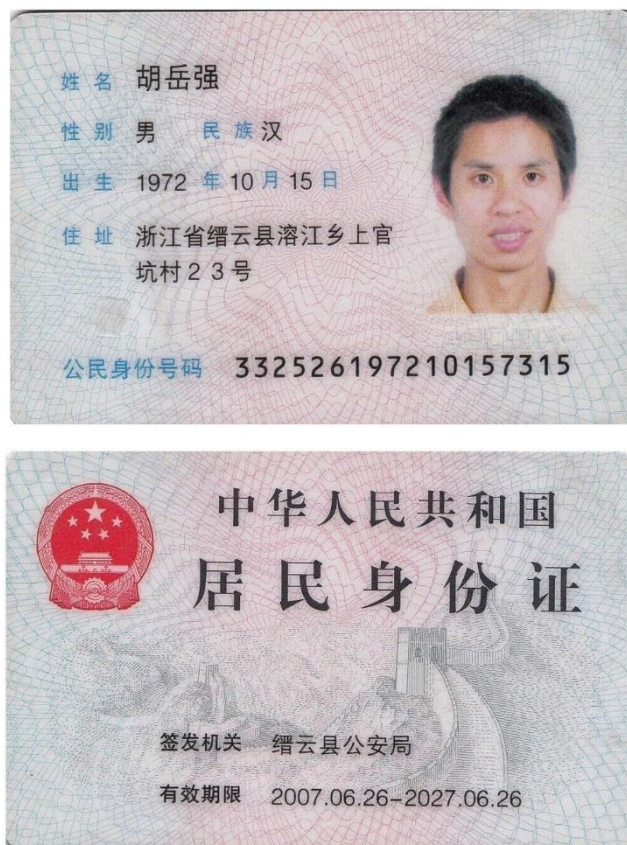 姓名 胡岳强
性别 男 民族 汉
出生 1972 年 10 月 15 日
住址 浙江省缙云县溶江乡上官
坑村２３号
公民身份号码 332526197210157315
中华人民共和国
居民身份证
签发机关 缙云县公安局
有效期限 2007.06.26-2027.06.26